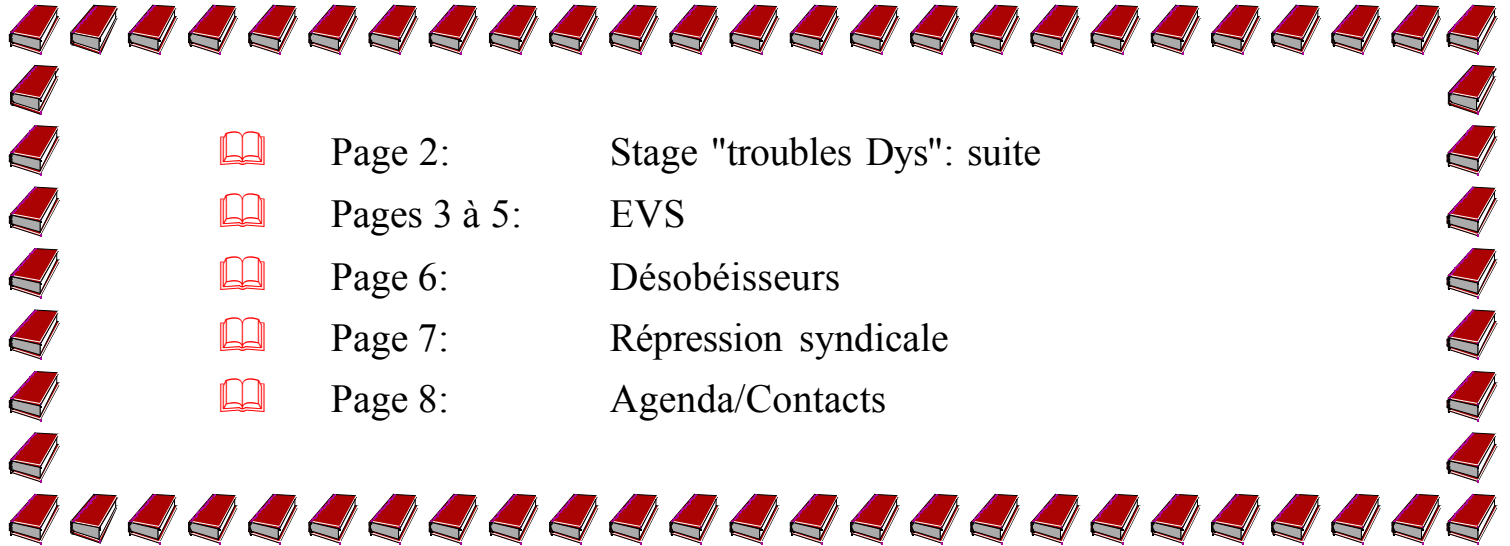 Page 2: Stage "troubles Dys": suite
Pages 3 à 5: EVS
Page 6: Désobéisseurs
Page 7: Répression syndicale
Page 8: Agenda/Contacts